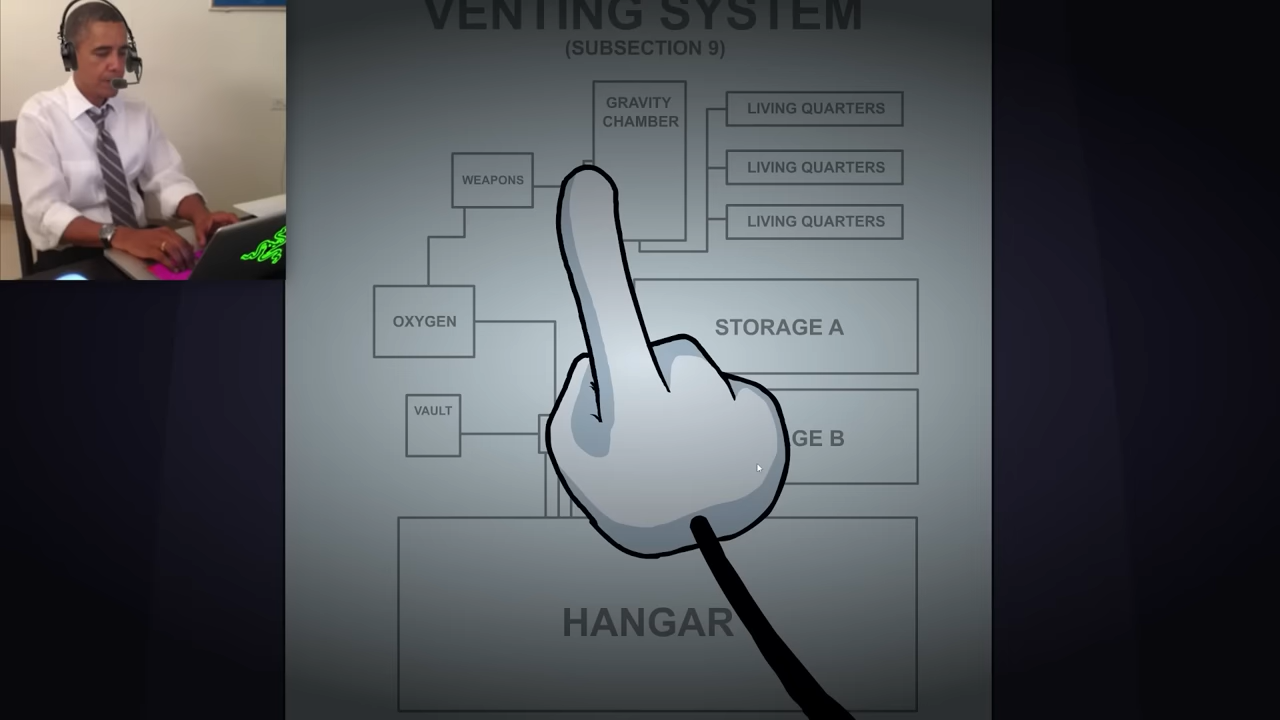 VENTING SYSTEM
(SUBSECTION 9)
GRAVITY
CHAMBER
LIVING QUARTERS
LIVING QUARTERS
LIVING QUARTERS
WEAPONS
OXYGEN
STORAGE A
VAULT
GE B
HANGAR